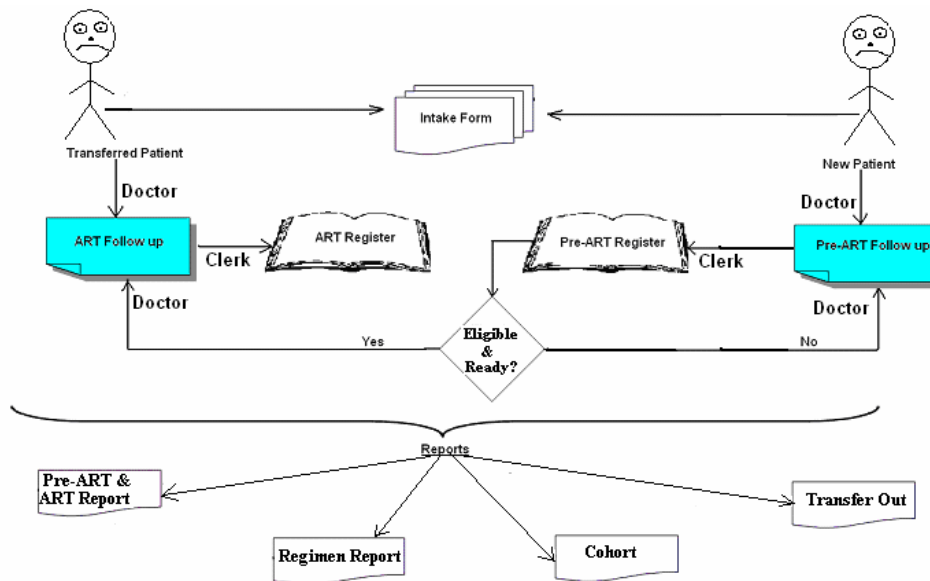 Intake Form
Transferred Patient
New Patient
Doctor
Doctor
ART Follow up
ART Register
Pre-ART Register
Pre-ART Follow up
Clerk
Clerk
Doctor
Doctor
Yes
Eligible
&
Ready?
No
Reports
Pre-ART &
ART Report
Transfer Out
Regimen Report
Cohort